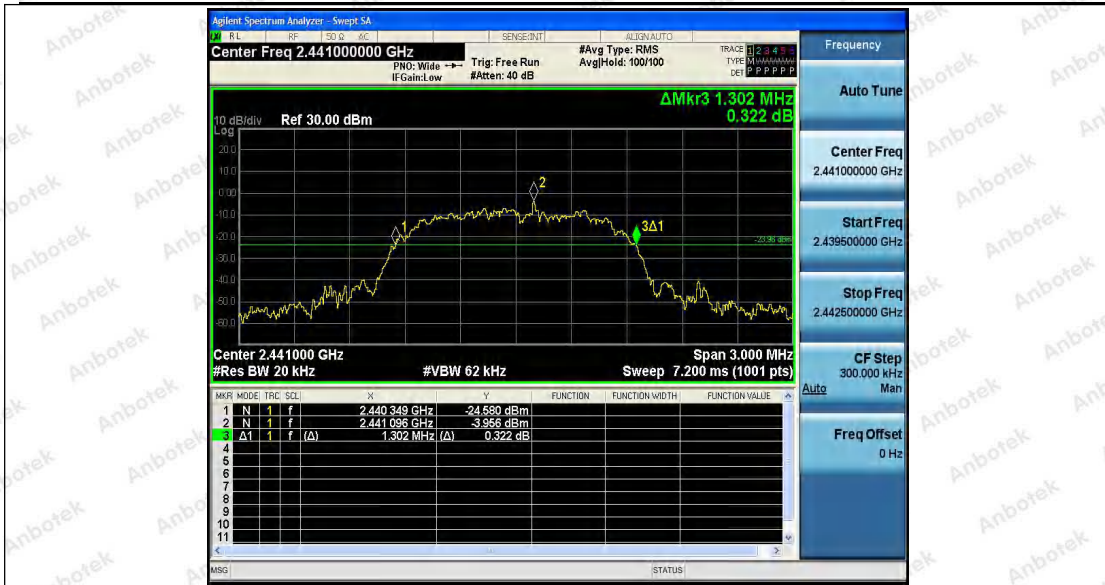 Agilent Spectrum Analyzer - Swept SA
RL RF 50 Ω AC SENSE:INT ALIGN AUTO
Center Freq 2.441000000 GHz
PNO: Wide
IFGain:Low
Trig: Free Run
#Atten: 40 dB
#Avg Type: RMS
Avg|Hold: 100/100
TRACE 1 2 3 4 5 6
TYPE M
DET P P P P P P
ΔMkr3 1.302 MHz
0.322 dB
10 dB/div Ref 30.00 dBm
Log
20.0
10.0
0.00
-10.0
-20.0
-30.0
-40.0
-50.0
-60.0
1
2
3Δ1
-23.96 dBm
Center 2.441000 GHz Span 3.000 MHz
#Res BW 20 kHz #VBW 62 kHz Sweep 7.200 ms (1001 pts)
MKR MODE TRC SCL X Y FUNCTION FUNCTION WIDTH FUNCTION VALUE
1 N 1 f 2.440 349 GHz -24.580 dBm
2 N 1 f 2.441 096 GHz -3.956 dBm
3 Δ1 1 f (Δ) 1.302 MHz (Δ) 0.322 dB
4
5
6
7
8
9
10
11
MSG STATUS
Frequency
Auto Tune
Center Freq
2.441000000 GHz
Start Freq
2.439500000 GHz
Stop Freq
2.442500000 GHz
CF Step
300.000 kHz
Auto Man
Freq Offset
0 Hz
Anbotek